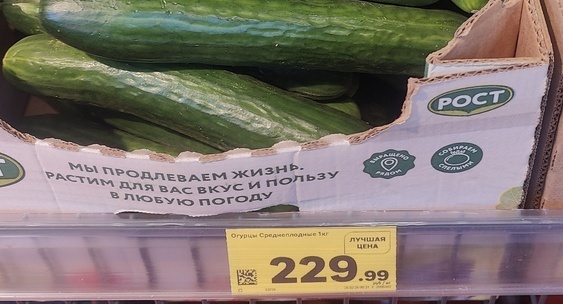 РОСТ
МЫ ПРОДЛЕВАЕМ ЖИЗНЬ.
РАСТИМ ДЛЯ ВАС ВКУС И ПОЛЬЗУ
В ЛЮБУЮ ПОГОДУ
ВЫРАЩЕНО
РЯДОМ
СОБИРАЕМ
СПЕЛЫМИ
Огурцы Среднеплодные 1кг
ЛУЧШАЯ
ЦЕНА
229.99